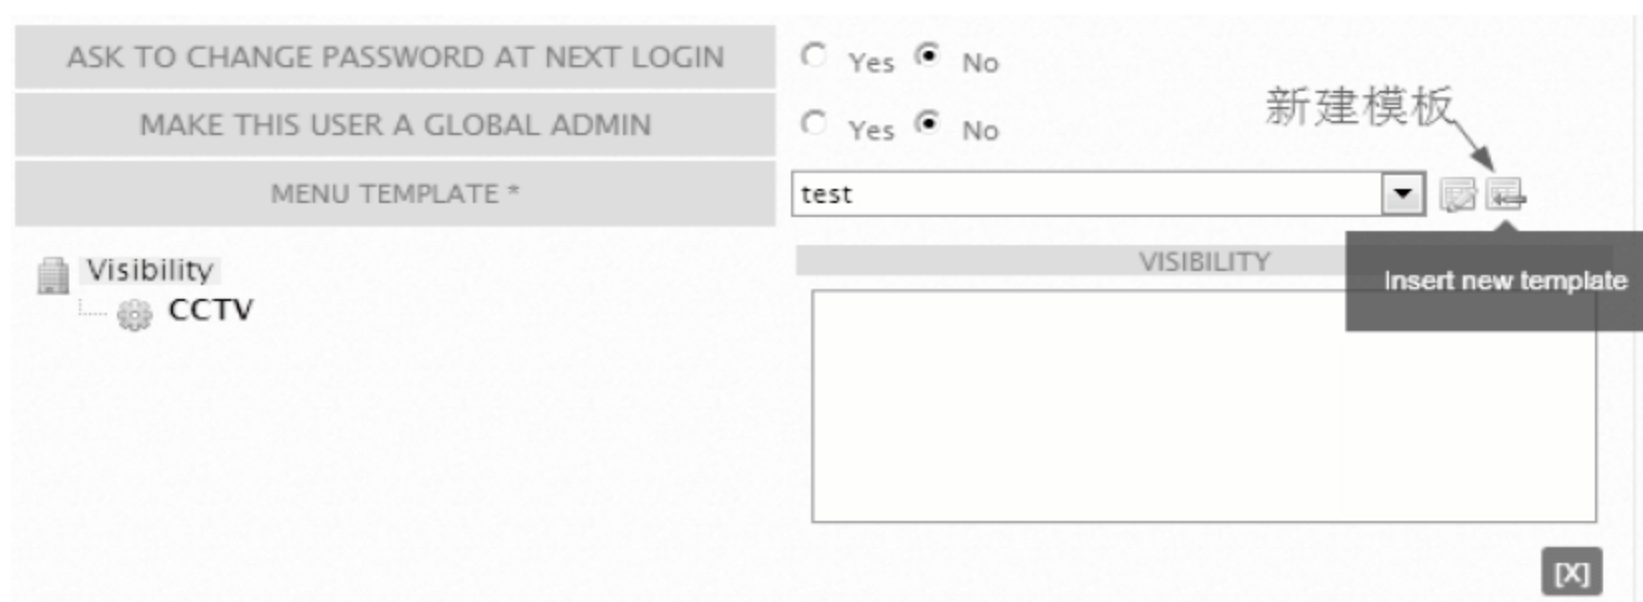 ASK TO CHANGE PASSWORD AT NEXT LOGIN Yes No
MAKE THIS USER A GLOBAL ADMIN Yes No
新建模板
MENU TEMPLATE * test
Insert new template
Visibility
CCTV
VISIBILITY
[X]